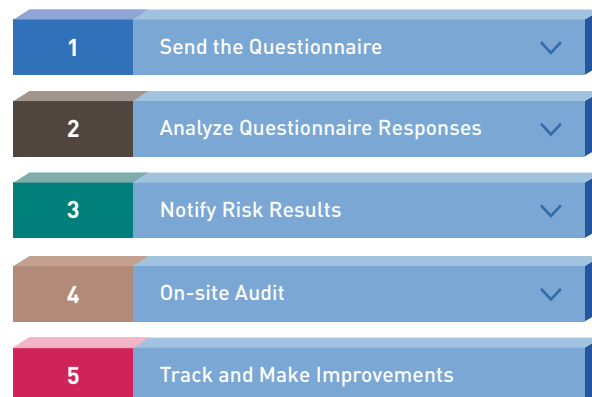 1 Send the Questionnaire
2 Analyze Questionnaire Responses
3 Notify Risk Results
4 On-site Audit
5 Track and Make Improvements